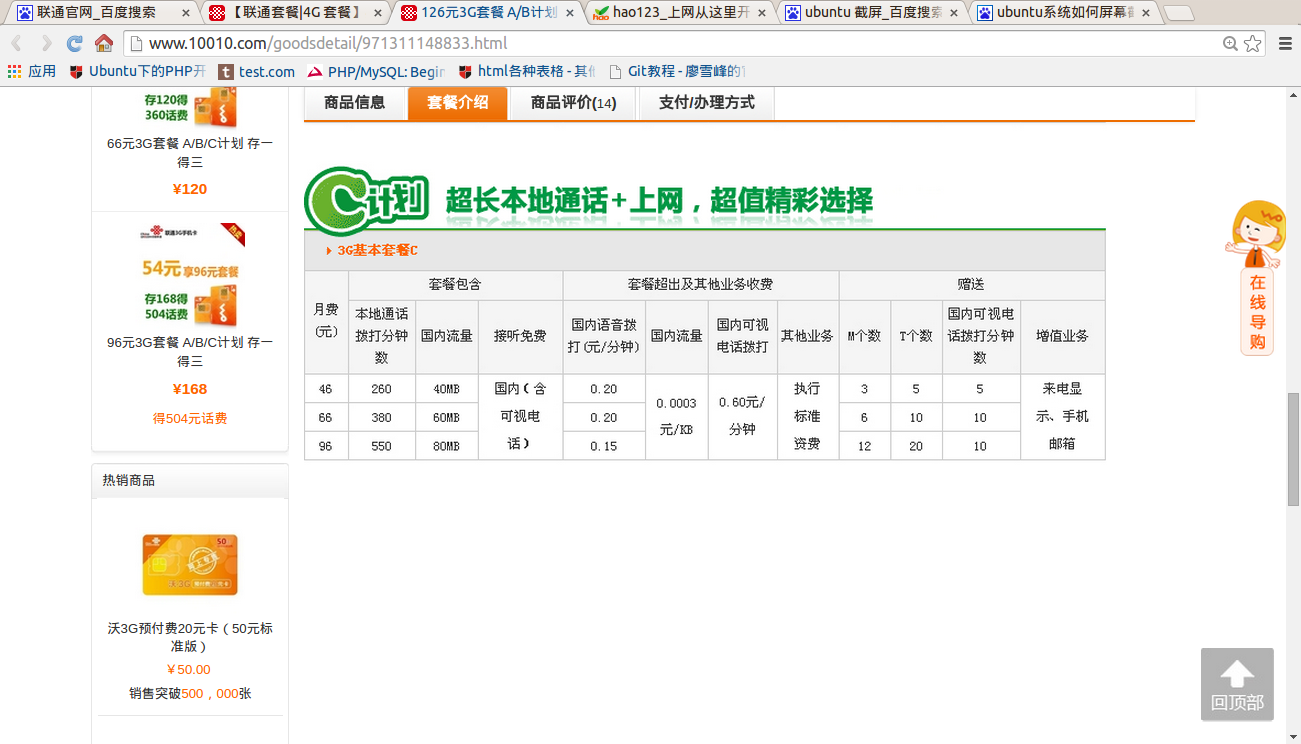 联通官网_百度搜索
【联通套餐|4G 套餐】
126元3G套餐 A/B计划
hao123_上网从这里开
ubuntu 截屏_百度搜索
ubuntu系统如何屏幕截
www.10010.com/goodsdetail/971311148833.html
应用
Ubuntu下的PHP开
test.com
PHP/MySQL: Begin
html各种表格 - 其他
Git教程 - 廖雪峰的官
存120得
360话费
66元3G套餐 A/B/C计划 存一
得三
¥120
联通3G手机卡
54元 享96元套餐
存168得
504话费
96元3G套餐 A/B/C计划 存一
得三
¥168
得504元话费
热销商品
50
沃3G预付费20元卡（50元标
准版）
￥50.00
销售突破500，000张
商品信息
套餐介绍
商品评价(14)
支付/办理方式
C计划 超长本地通话+上网，超值精彩选择
3G基本套餐C
月费
(元)
套餐包含
套餐超出及其他业务收费
赠送
本地通话
拨打分钟
数
国内流量
接听免费
国内语音拨
打(元/分钟)
国内流量
国内可视
电话拨打
其他业务
M个数
T个数
国内可视电
话拨打分钟
数
增值业务
46 260 40MB 国内（含 0.20 执行 3 5 5 来电显
66 380 60MB 可视电 0.20 0.0003 0.60元/ 标准 6 10 10 示、手机
96 550 80MB 话） 0.15 元/KB 分钟 资费 12 20 10 邮箱
在
线
导
购
回顶部